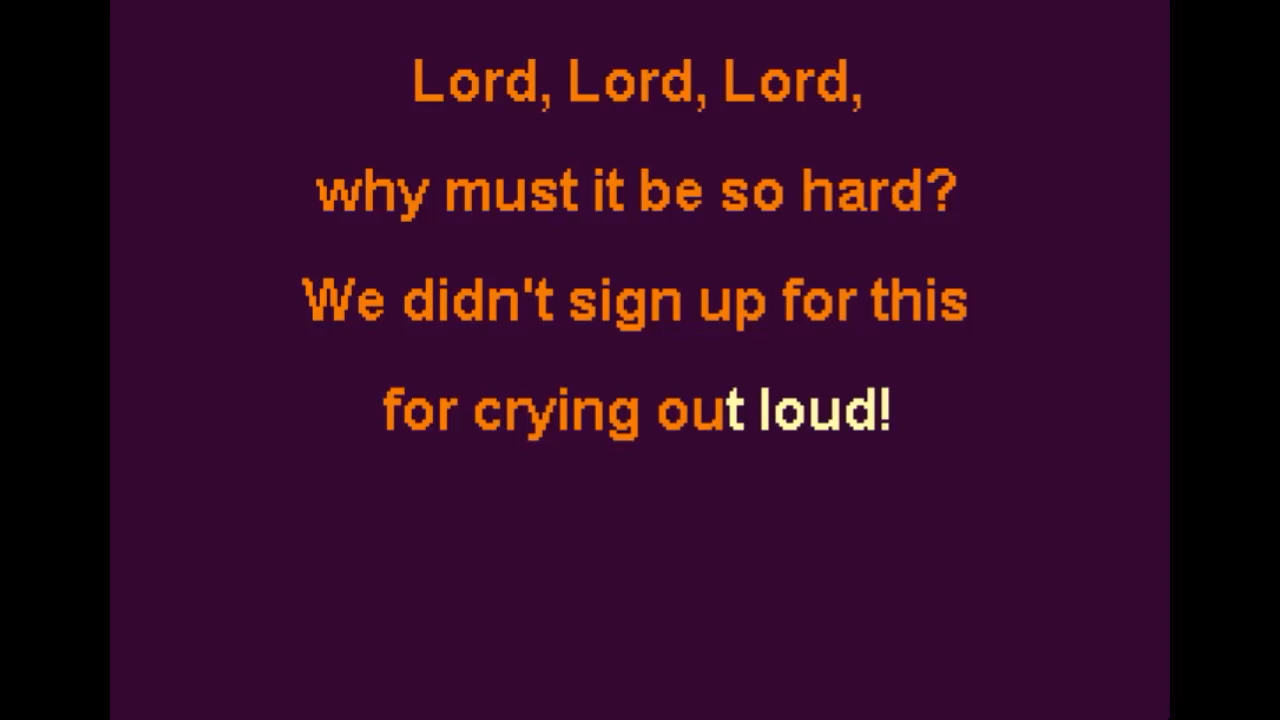 Lord, Lord, Lord,
why must it be so hard?
We didn't sign up for this
for crying out loud!